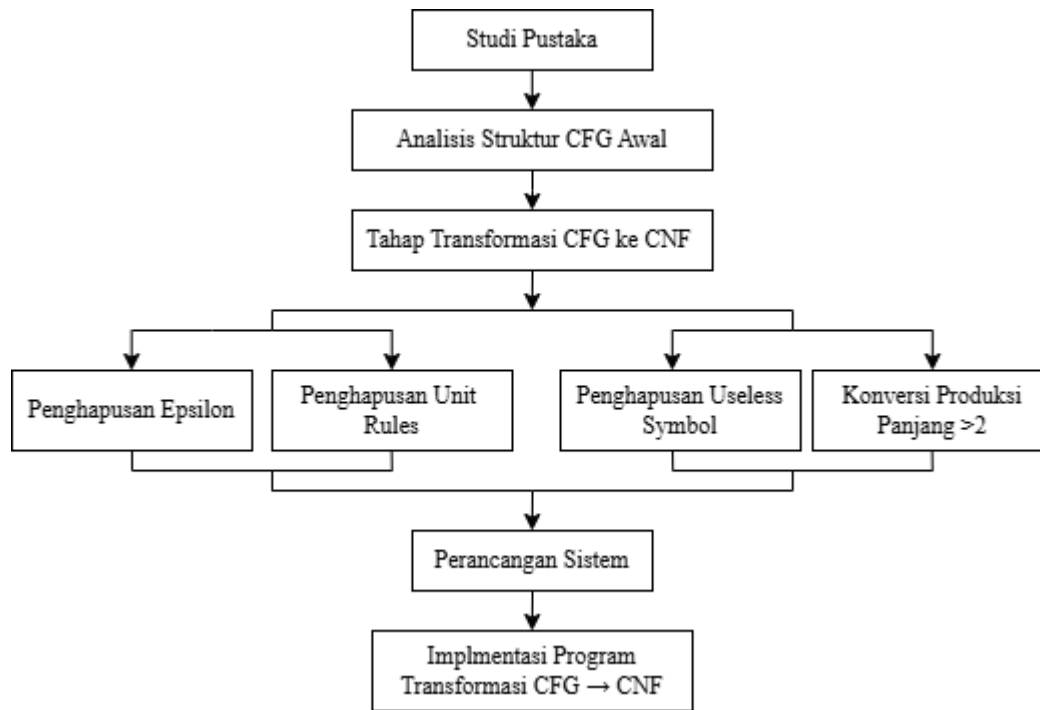 Studi Pustaka
Analisis Struktur CFG Awal
Tahap Transformasi CFG ke CNF
Penghapusan Epsilon
Penghapusan Unit
Rules
Penghapusan Useless
Symbol
Konversi Produksi
Panjang >2
Perancangan Sistem
Implmentasi Program
Transformasi CFG → CNF